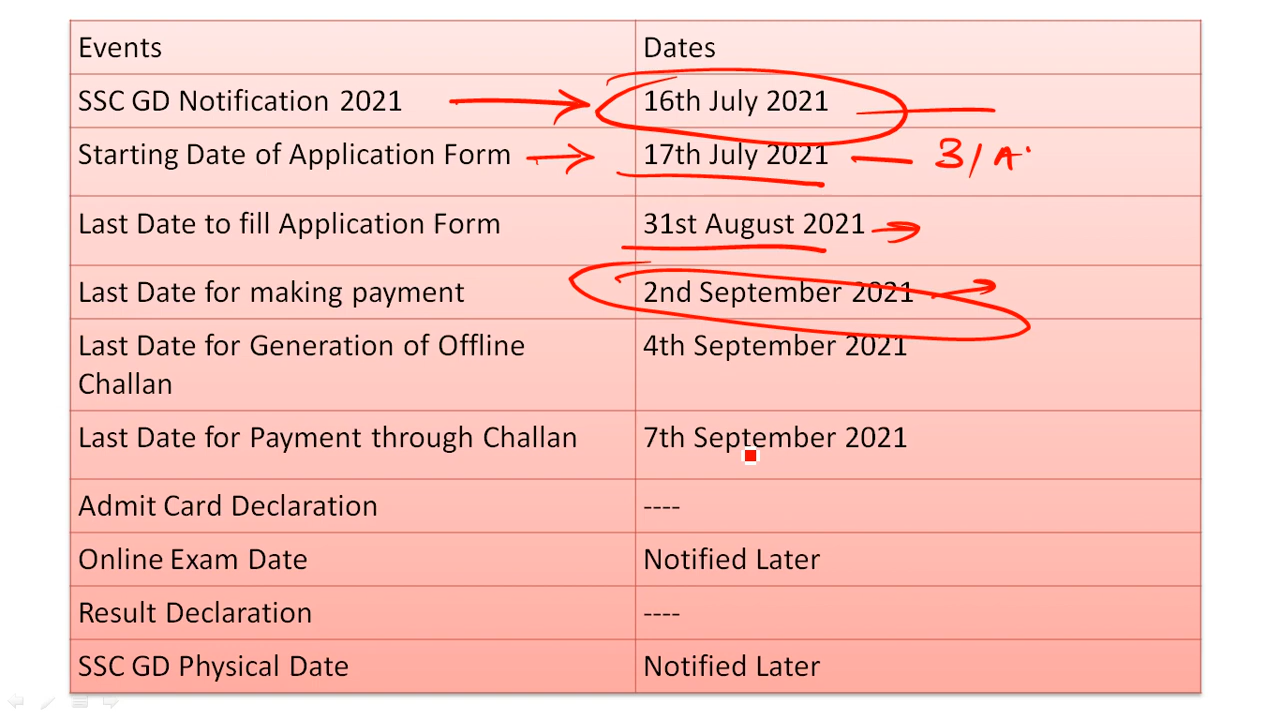 Events Dates
SSC GD Notification 2021 16th July 2021
Starting Date of Application Form 17th July 2021 3/A
Last Date to fill Application Form 31st August 2021
Last Date for making payment 2nd September 2021
Last Date for Generation of Offline 4th September 2021
Challan
Last Date for Payment through Challan 7th September 2021
Admit Card Declaration ----
Online Exam Date Notified Later
Result Declaration ----
SSC GD Physical Date Notified Later